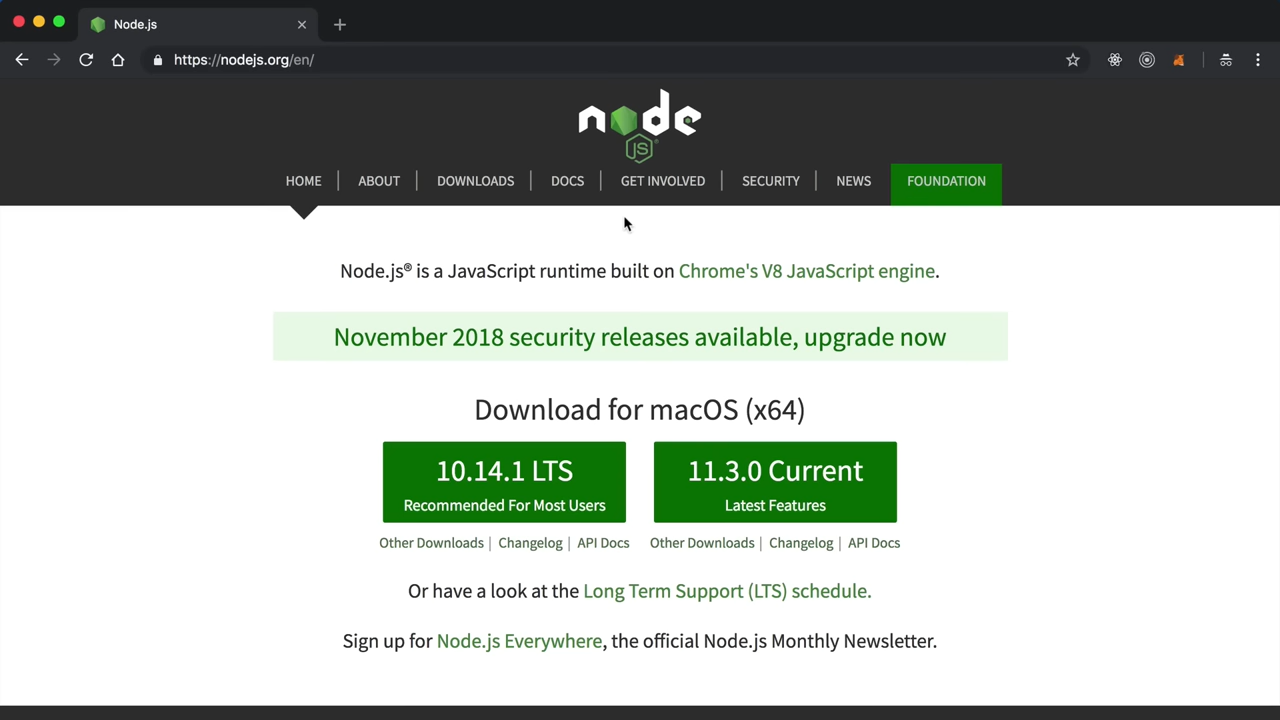 Node.js
https://nodejs.org/en/
node
JS
HOME | ABOUT | DOWNLOADS | DOCS | GET INVOLVED | SECURITY | NEWS | FOUNDATION
Node.js® is a JavaScript runtime built on Chrome's V8 JavaScript engine.
November 2018 security releases available, upgrade now
Download for macOS (x64)
10.14.1 LTS
Recommended For Most Users
11.3.0 Current
Latest Features
Other Downloads | Changelog | API Docs
Other Downloads | Changelog | API Docs
Or have a look at the Long Term Support (LTS) schedule.
Sign up for Node.js Everywhere, the official Node.js Monthly Newsletter.